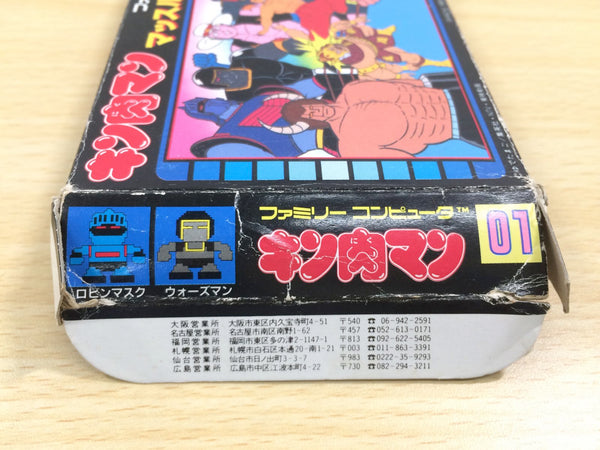 キン肉マン
マッスル
ファミリー コンピュータ™
キン肉マン
01
ロビンマスク
ウォーズマン
大阪営業所 大阪市東区内久宝寺町4-51 〒540 ☎ 06-942-2591
名古屋営業所 名古屋市南区野町1-62 〒457 ☎ 052-613-0171
福岡営業所 福岡市東区多の津2-1147-1 〒813 ☎ 092-622-5405
札幌営業所 札幌市白石区本通20-南1-21 〒003 ☎ 011-863-3391
仙台営業所 仙台市日ノ出町3-3-7 〒983 ☎ 0222-35-9293
広島営業所 広島市中区江波本町4-22 〒730 ☎ 082-294-3211